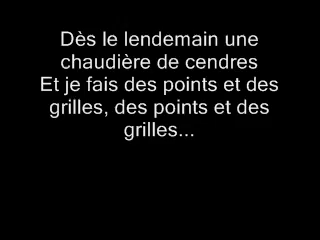 Dès le lendemain une
chaudière de cendres
Et je fais des points et des
grilles, des points et des
grilles...